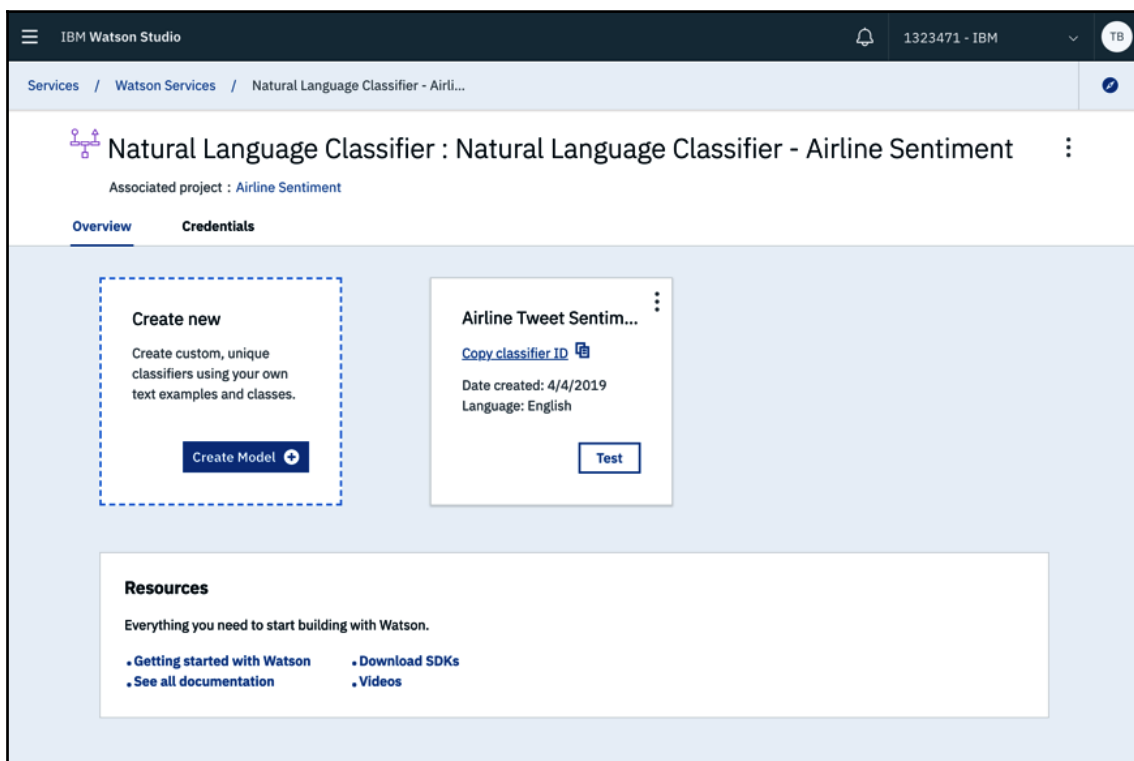 IBM Watson Studio
1323471 - IBM
TB
Services / Watson Services / Natural Language Classifier - Airli...
Natural Language Classifier : Natural Language Classifier - Airline Sentiment
Associated project : Airline Sentiment
Overview Credentials
Create new
Create custom, unique
classifiers using your own
text examples and classes.
Create Model
Airline Tweet Sentim...
Copy classifier ID
Date created: 4/4/2019
Language: English
Test
Resources
Everything you need to start building with Watson.
• Getting started with Watson • Download SDKs
• See all documentation • Videos